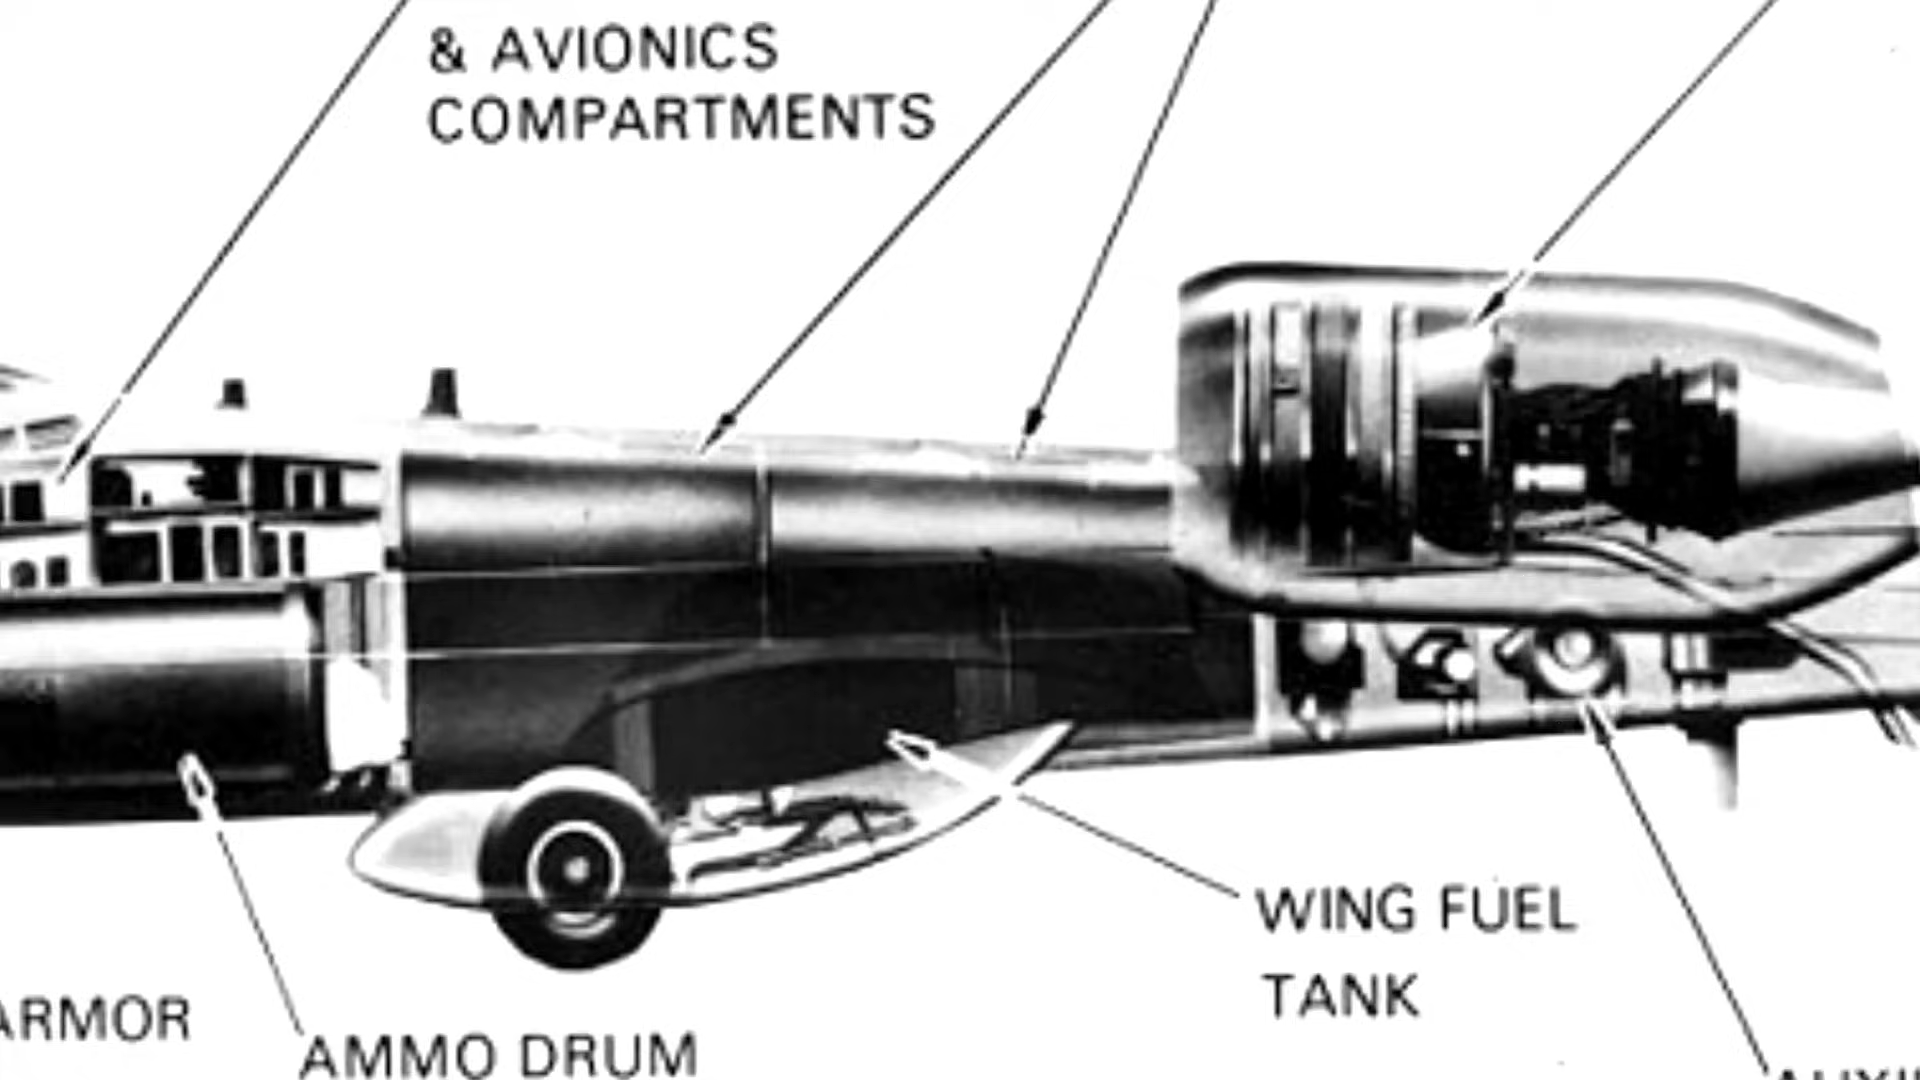 & AVIONICS
COMPARTMENTS
WING FUEL
TANK
ARMOR
AMMO DRUM